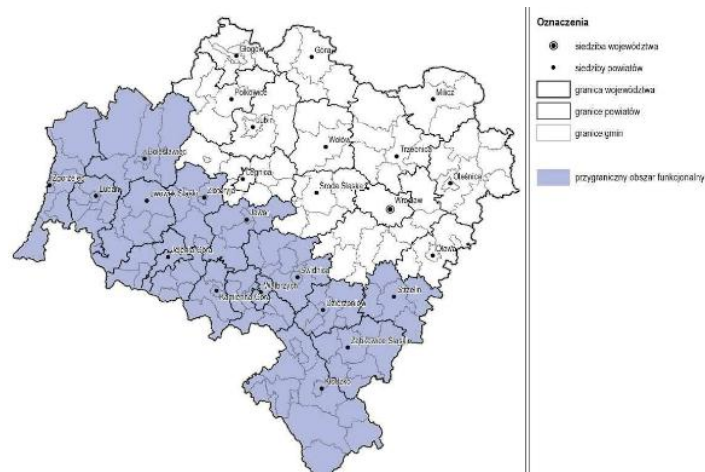 Oznaczenia
siedziba województwa
siedziby powiatów
granica województwa
granice powiatów
granice gmin
przygraniczny obszar funkcjonalny
Głogów
Góra
Polkowice
Milicz
Lubin
Wołów
Trzebnica
Bolesławiec
Legnica
Oleśnica
Zgorzelec
Lubań
Lwówek Śląski
Złotoryja
Środa Śląska
Wrocław
Jawor
Oława
Jelenia Góra
Świdnica
Kamienna Góra
Wałbrzych
Strzelin
Dzierżoniów
Ząbkowice Śląskie
Kłodzko